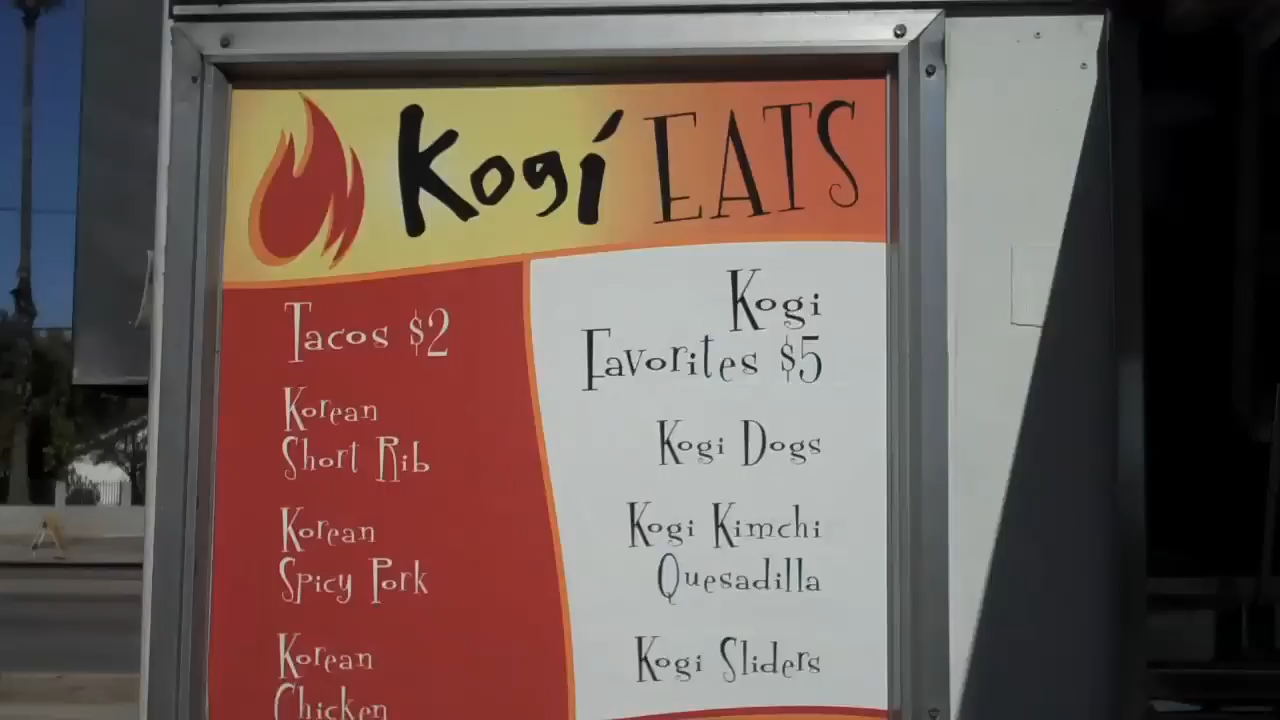 Kogi EATS
Tacos $2
Korean
Short Rib
Korean
Spicy Pork
Korean
Chicken
Kogi
Favorites $5
Kogi Dogs
Kogi Kimchi
Quesadilla
Kogi Sliders